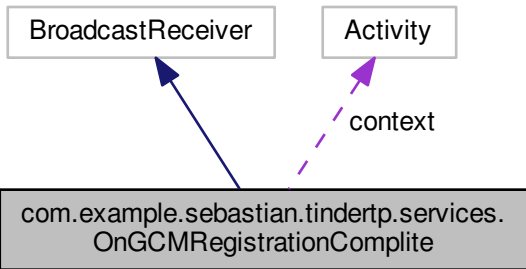 BroadcastReceiver
Activity
context
com.example.sebastian.tindertp.services.
OnGCMRegistrationComplite